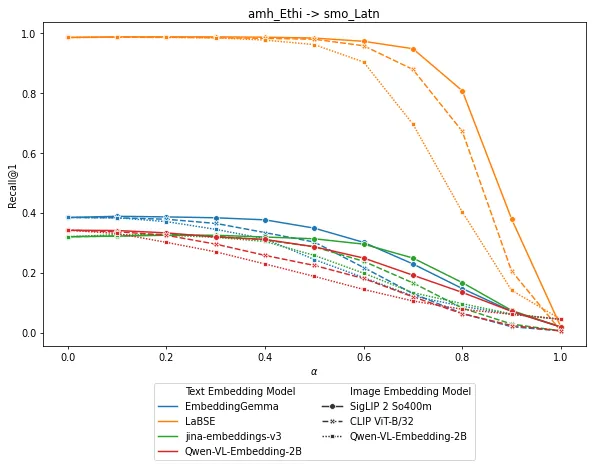 amh_Ethi -> smo_Latn
1.0
0.8
0.6
0.4
0.2
0.0
Recall@1
0.0 0.2 0.4 0.6 0.8 1.0
α
Text Embedding Model Image Embedding Model
EmbeddingGemma SigLIP 2 So400m
LaBSE CLIP ViT-B/32
jina-embeddings-v3 Qwen-VL-Embedding-2B
Qwen-VL-Embedding-2B